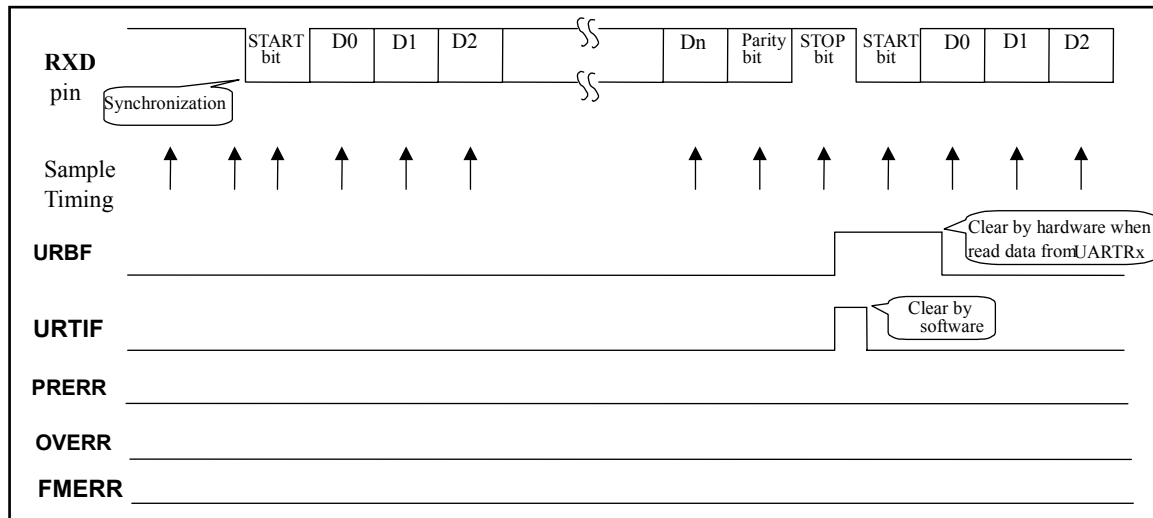 RXD
pin
START
bit
D0
D1
D2
Dn
Parity
bit
STOP
bit
START
bit
D0
D1
D2
Synchronization
Sample
Timing
URBF
Clear by hardware when
read data from UARTRx
URTIF
Clear by
software
PRERR
OVERR
FMERR